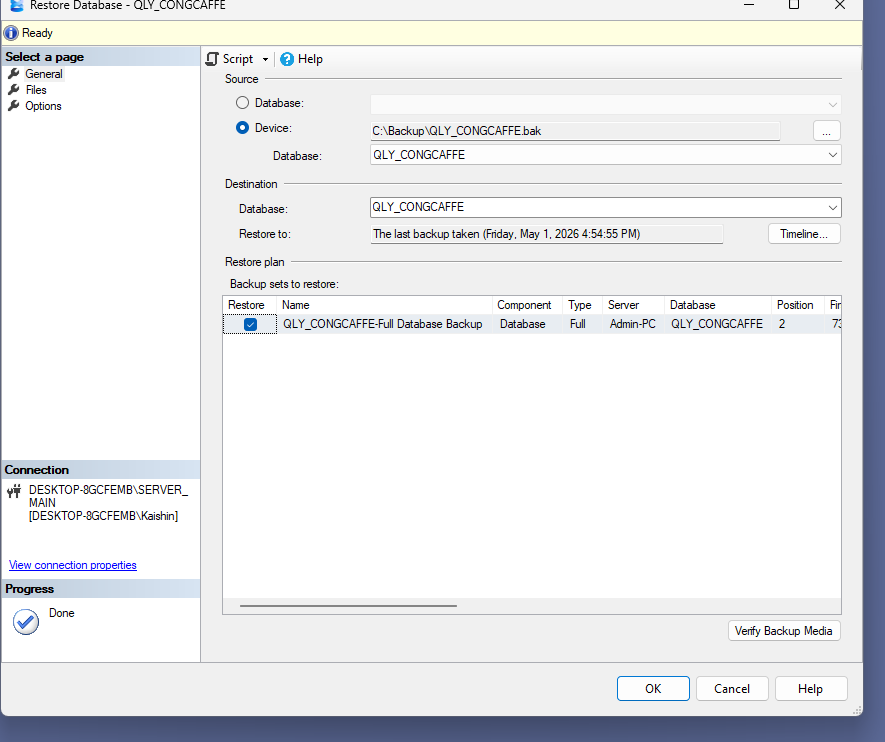 Restore Database - QLY_CONGCAFFE
Ready
Select a page
General
Files
Options
Script
Help
Source
Database:
Device:
C:\Backup\QLY_CONGCAFFE.bak
...
Database:
QLY_CONGCAFFE
Destination
Database:
QLY_CONGCAFFE
Restore to:
The last backup taken (Friday, May 1, 2026 4:54:55 PM)
Timeline...
Restore plan
Backup sets to restore:
Restore Name Component Type Server Database Position Fir
QLY_CONGCAFFE-Full Database Backup Database Full Admin-PC QLY_CONGCAFFE 2 73
Connection
DESKTOP-8GCFEMB\SERVER_
MAIN
[DESKTOP-8GCFEMB\Kaishin]
View connection properties
Progress
Done
Verify Backup Media
OK
Cancel
Help